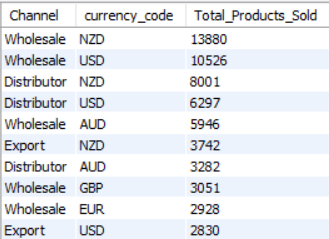 Channel currency_code Total_Products_Sold
Wholesale NZD 13880
Wholesale USD 10526
Distributor NZD 8001
Distributor USD 6297
Wholesale AUD 5946
Export NZD 3742
Distributor AUD 3282
Wholesale GBP 3051
Wholesale EUR 2928
Export USD 2830